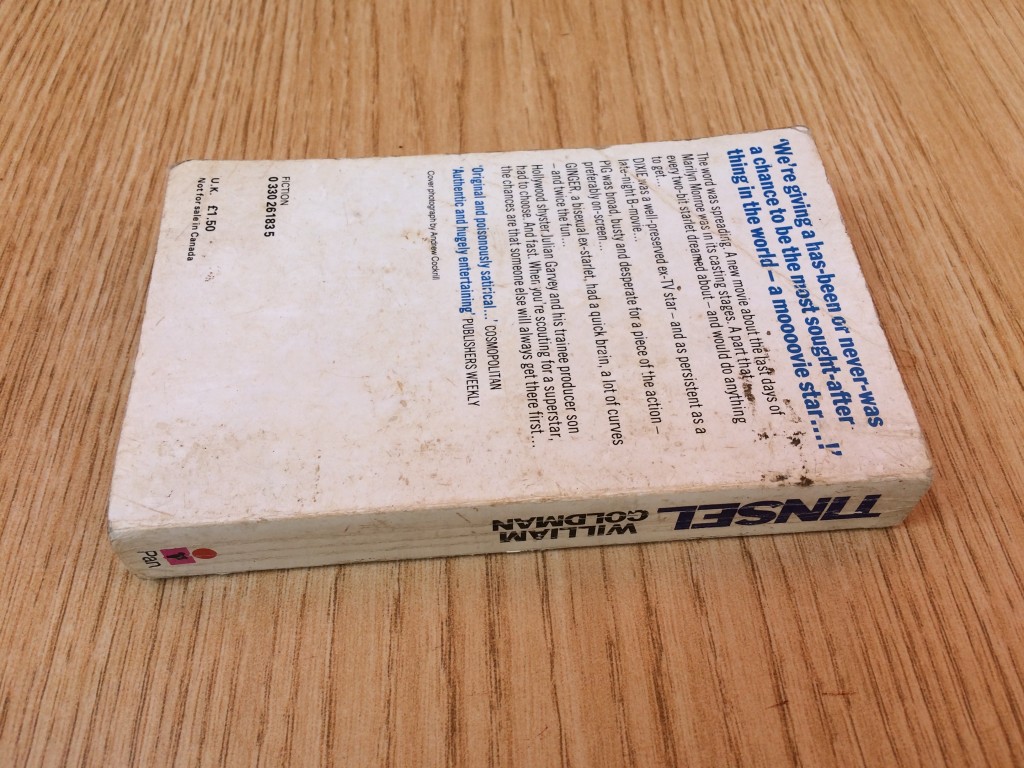 'We're giving a has-been or never-was
a chance to be the most sought-after
thing in the world – a mooooovie star....!'
The word was spreading. A new movie about the last days of
Marilyn Monroe was in its casting stages. A part that
every two-bit starlet dreamed about – and would do anything
to get...
DIXIE was a well-preserved ex-TV star – and as persistent as a
late-night B-movie...
PIG was broad, busty and desperate for a piece of the action –
preferably on-screen...
GINGER, a bisexual ex-starlet, had a quick brain, a lot of curves
– and twice the fun...
Hollywood shyster Julian Garvey and his trainee producer son
had to choose. And fast. When you're scouting for a superstar,
the chances are that someone else will always get there first...
'Original and poisonously satirical...' COSMOPOLITAN
'Authentic and hugely entertaining' PUBLISHERS WEEKLY
Cover photograph by Andrew Cockrill
FICTION
0 330 26183 5
U.K. £1.50
Not for sale in Canada
TINSEL
WILLIAM
GOLDMAN
Pan